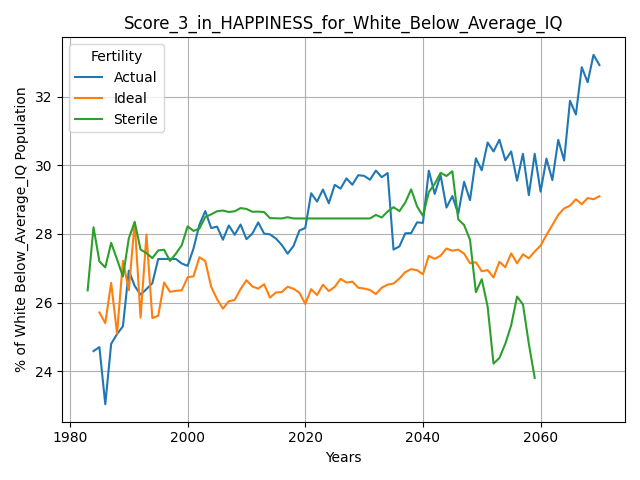 Score_3_in_HAPPINESS_for_White_Below_Average_IQ
Fertility
Actual
Ideal
Sterile
% of White Below_Average_IQ Population
32
30
28
26
24
1980
2000
2020
2040
2060
Years